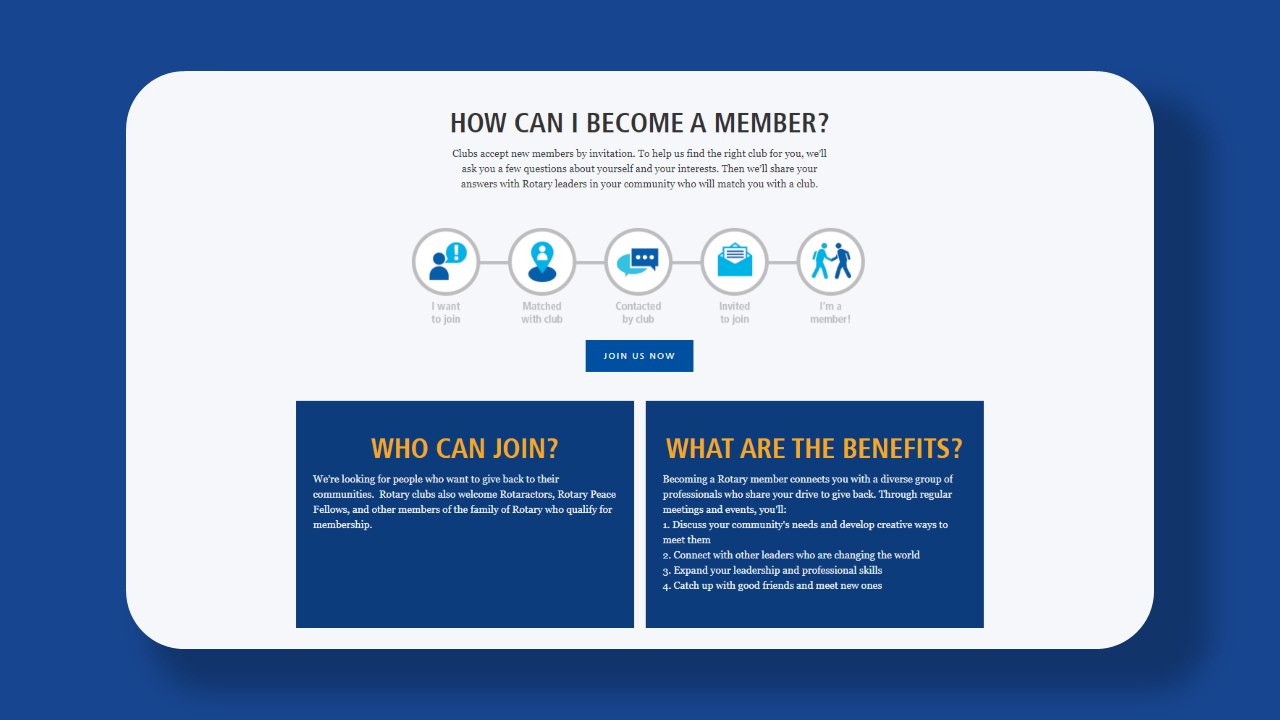 HOW CAN I BECOME A MEMBER?
Clubs accept new members by invitation. To help us find the right club for you, we'll
ask you a few questions about yourself and your interests. Then we'll share your
answers with Rotary leaders in your community who will match you with a club.
I want
to join
Matched
with club
Contacted
by club
Invited
to join
I'm a
member!
JOIN US NOW
WHO CAN JOIN?
We're looking for people who want to give back to their
communities.  Rotary clubs also welcome Rotaractors, Rotary Peace
Fellows, and other members of the family of Rotary who qualify for
membership.
WHAT ARE THE BENEFITS?
Becoming a Rotary member connects you with a diverse group of
professionals who share your drive to give back. Through regular
meetings and events, you'll:
1. Discuss your community's needs and develop creative ways to
meet them
2. Connect with other leaders who are changing the world
3. Expand your leadership and professional skills
4. Catch up with good friends and meet new ones